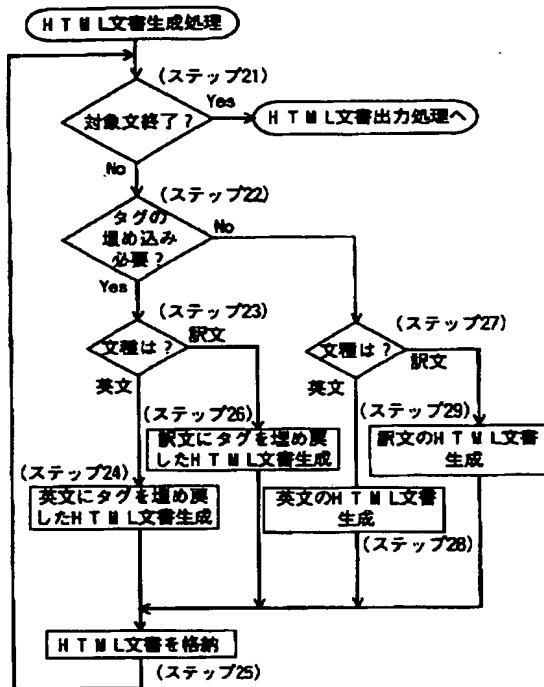 HTML文書生成処理
(ステップ21)
対象文終了？
Yes
HTML文書出力処理へ
No
(ステップ22)
タグの
埋め込み
必要？
No
Yes
(ステップ23)
文種は？
訳文
英文
(ステップ27)
文種は？
訳文
英文
(ステップ26)
訳文にタグを埋め戻
したHTML文書生成
(ステップ29)
訳文のHTML文書
生成
(ステップ24)
英文にタグを埋め戻
したHTML文書生成
英文のHTML文書
生成
(ステップ28)
HTML文書を格納
(ステップ25)